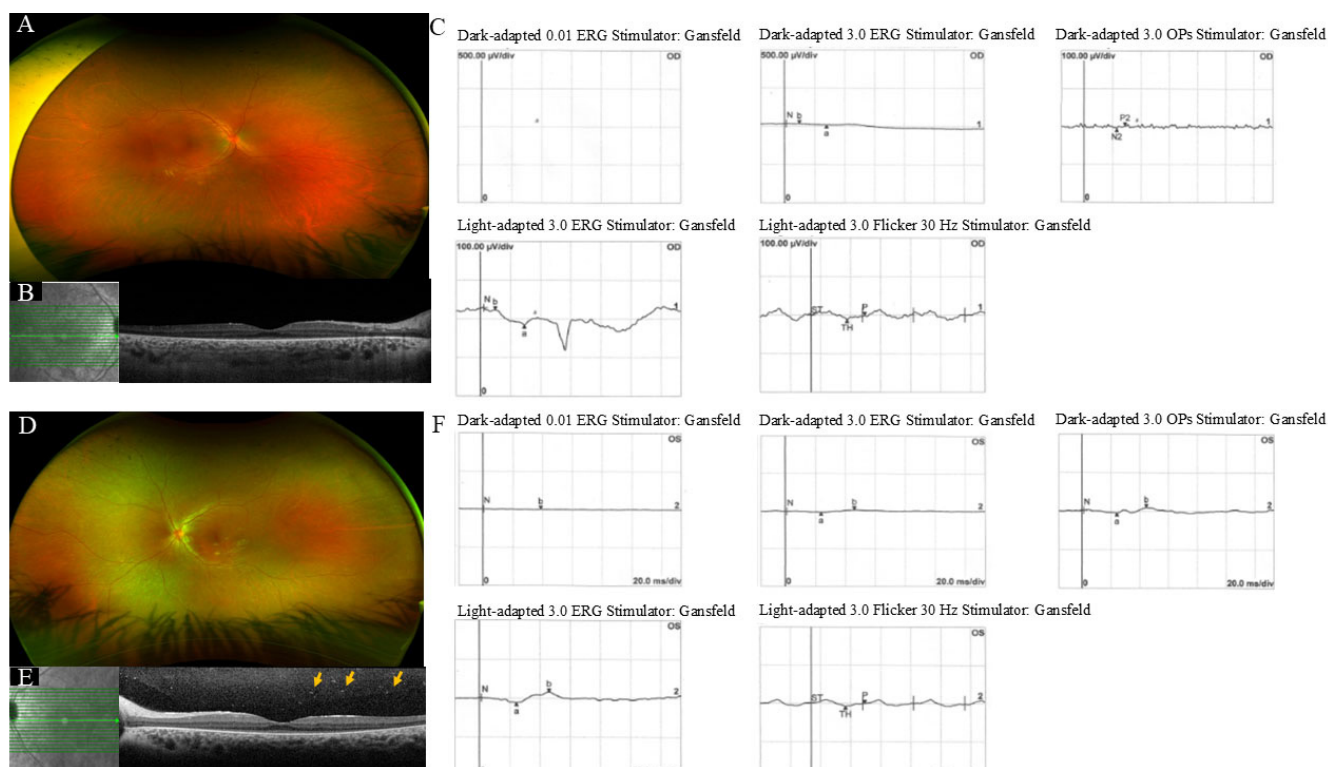 A
C
Dark-adapted 0.01 ERG Stimulator: Gansfeld
Dark-adapted 3.0 ERG Stimulator: Gansfeld
Dark-adapted 3.0 OPs Stimulator: Gansfeld
500.00 µV/div OD
500.00 µV/div OD
100.00 µV/div OD
a
0
N b
a
1
0
P2 a
N2
1
0
Light-adapted 3.0 ERG Stimulator: Gansfeld
Light-adapted 3.0 Flicker 30 Hz Stimulator: Gansfeld
B
100.00 µV/div OD
100.00 µV/div OD
N b
a
a
1
0
ST
TH
P
1
0
D
F
Dark-adapted 0.01 ERG Stimulator: Gansfeld
Dark-adapted 3.0 ERG Stimulator: Gansfeld
Dark-adapted 3.0 OPs Stimulator: Gansfeld
OS
OS
OS
N b 2
0 20.0 ms/div
N a b 2
0 20.0 ms/div
N a b 2
0 20.0 ms/div
Light-adapted 3.0 ERG Stimulator: Gansfeld
Light-adapted 3.0 Flicker 30 Hz Stimulator: Gansfeld
E
OS
OS
N a b 2
ST TH P 2